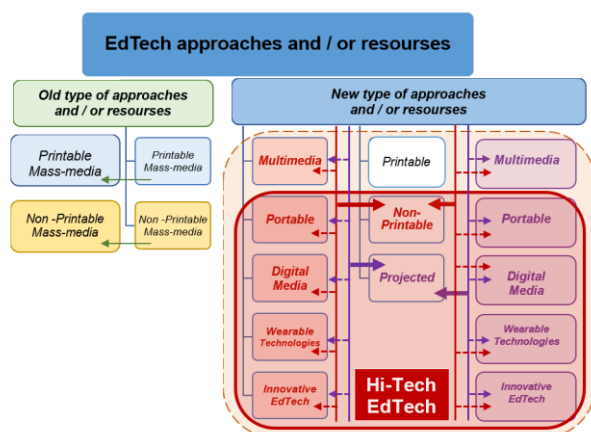 EdTech approaches and / or resourses
Old type of approaches
and / or resourses
New type of approaches
and / or resourses
Printable
Mass-media
Printable
Mass-media
Non -Printable
Mass-media
Non -Printable
Mass-media
Multimedia
Printable
Multimedia
Portable
Non-
Printable
Portable
Digital
Media
Projected
Digital
Media
Wearable
Technologies
Wearable
Technologies
Innovative
EdTech
Hi-Tech
EdTech
Innovative
EdTech